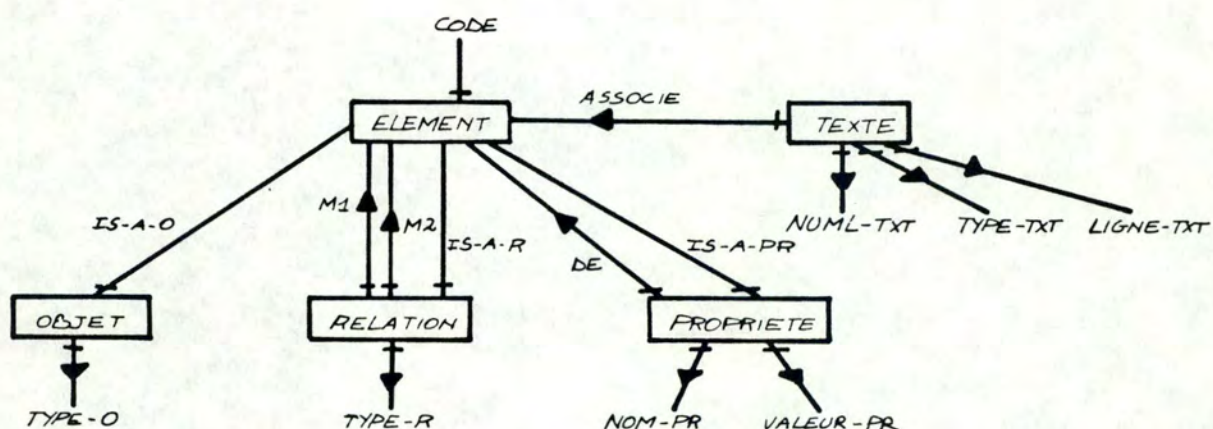 CODE
ASSOCIE
ELEMENT
TEXTE
M1
M2
IS-A-O
IS-A-R
IS-A-PR
DE
NUML-TXT TYPE-TXT LIGNE-TXT
OBJET
RELATION
PROPRIETE
TYPE-O
TYPE-R
NOM-PR
VALEUR-PR